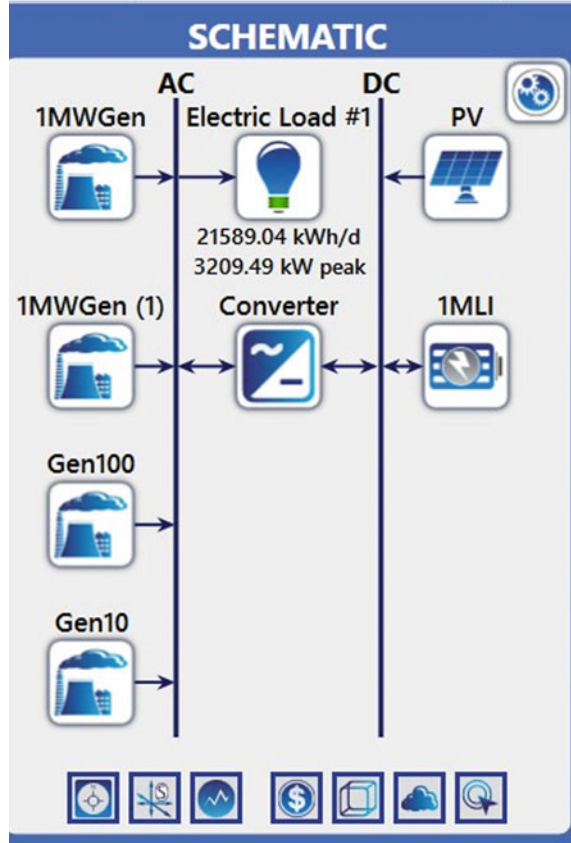 SCHEMATIC
AC DC
1MWGen Electric Load #1 PV
21589.04 kWh/d
3209.49 kW peak
1MWGen (1) Converter 1MLI
Gen100
Gen10
S
$